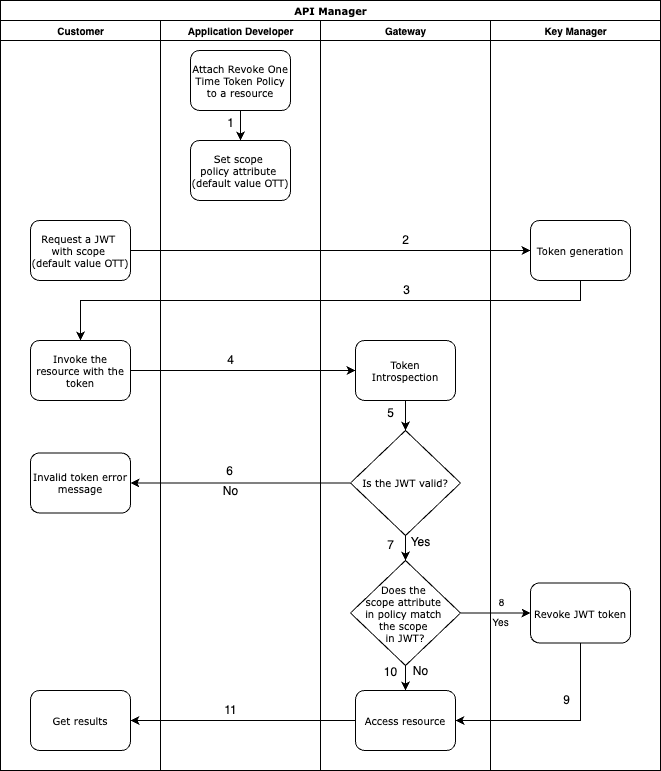 API Manager
Customer
Application Developer
Gateway
Key Manager
Attach Revoke One
Time Token Policy
to a resource
1
Set scope
policy attribute
(default value OTT)
Request a JWT
with scope
(default value OTT)
2
Token generation
3
Invoke the
resource with the
token
4
Token
Introspection
5
Invalid token error
message
6
No
Is the JWT valid?
7
Yes
Does the
scope attribute
in policy match
the scope
in JWT?
8
Yes
Revoke JWT token
10
No
9
Get results
11
Access resource